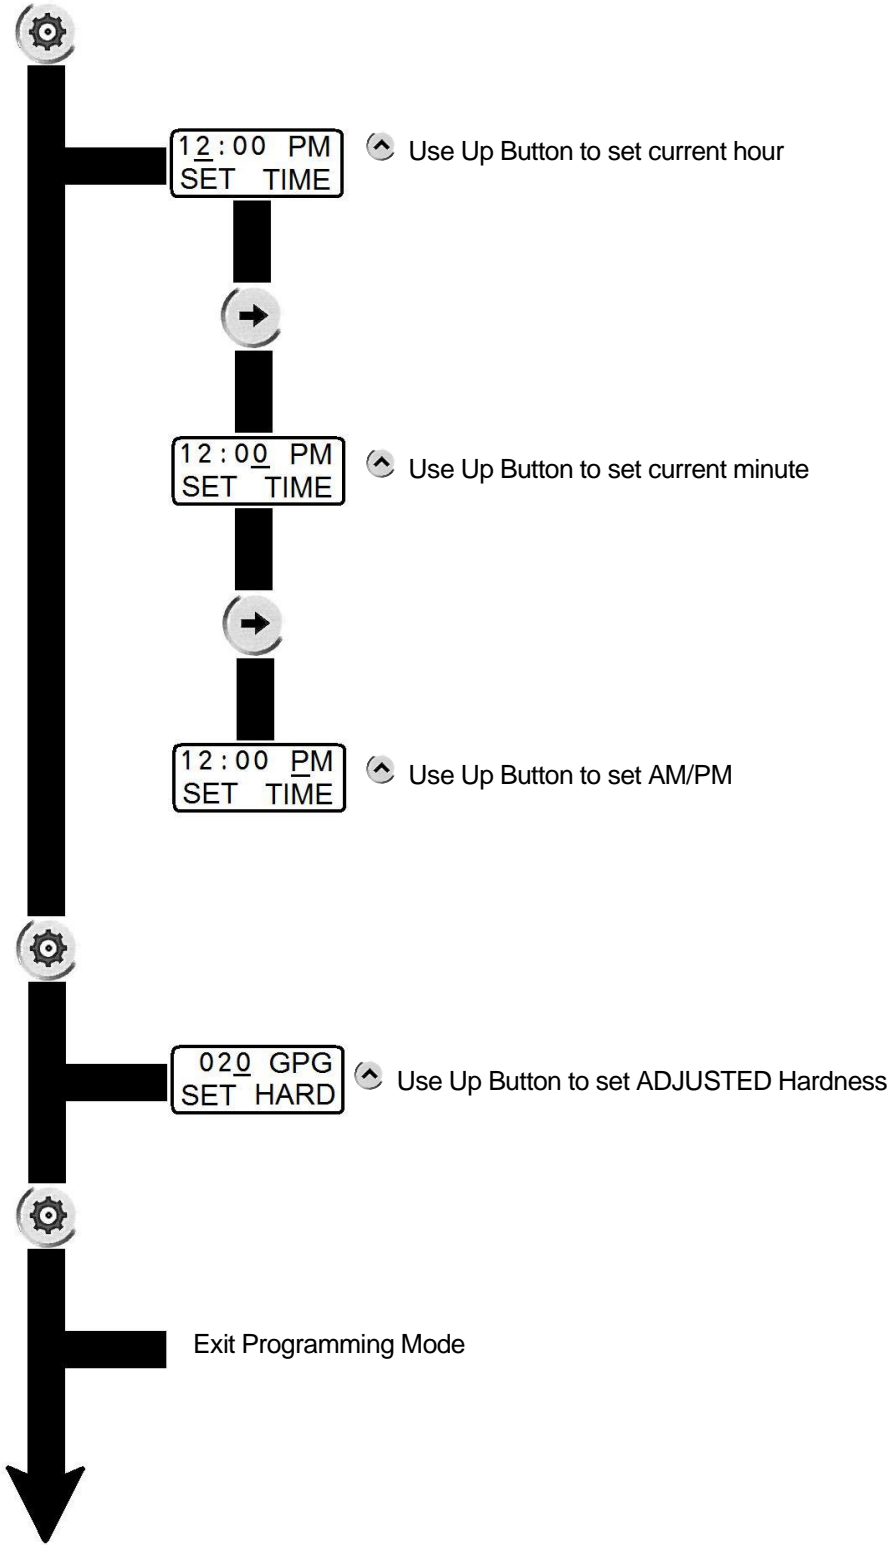 12:00 PM
SET TIME
Use Up Button to set current hour
12:00 PM
SET TIME
Use Up Button to set current minute
12:00 PM
SET TIME
Use Up Button to set AM/PM
020 GPG
SET HARD
Use Up Button to set ADJUSTED Hardness
Exit Programming Mode